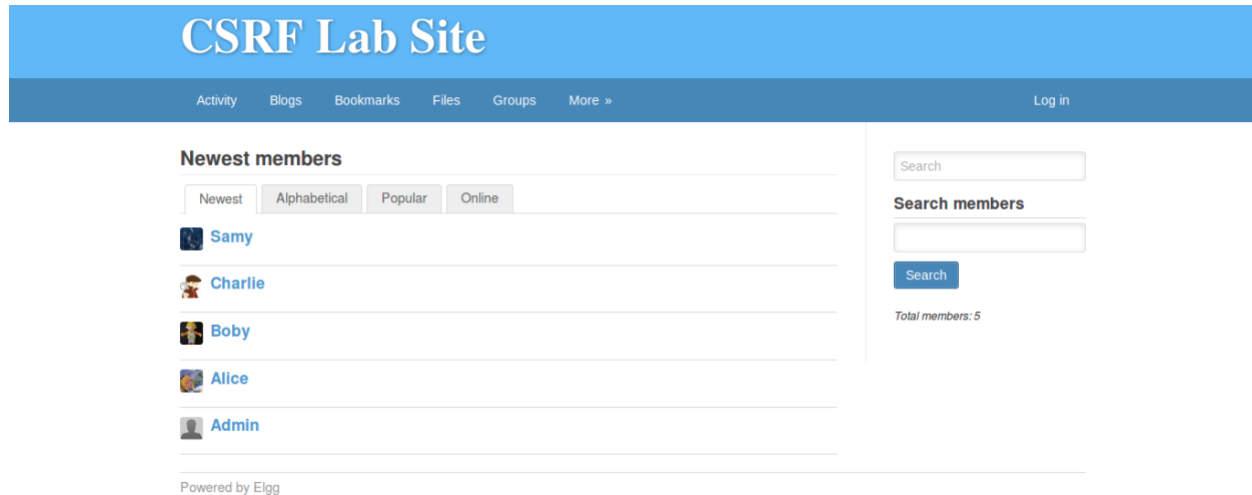 CSRF Lab Site
Activity Blogs Bookmarks Files Groups More » Log in
Newest members
Newest Alphabetical Popular Online
Samy
Charlie
Boby
Alice
Admin
Search
Search members
Search
Total members: 5
Powered by Elgg